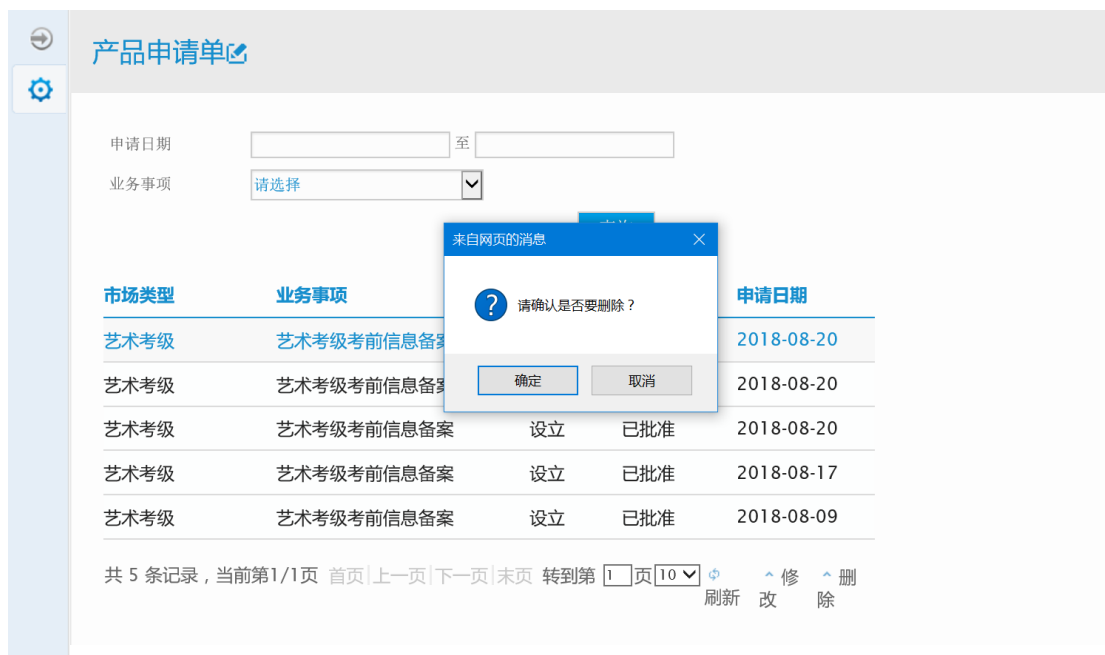 产品申请单
申请日期 至
业务事项 请选择
来自网页的消息
请确认是否要删除？
确定 取消
市场类型 业务事项 申请日期
艺术考级 艺术考级考前信息备案 2018-08-20
艺术考级 艺术考级考前信息备案 2018-08-20
艺术考级 艺术考级考前信息备案 设立 已批准 2018-08-20
艺术考级 艺术考级考前信息备案 设立 已批准 2018-08-17
艺术考级 艺术考级考前信息备案 设立 已批准 2018-08-09
共 5 条记录，当前第1/1页 首页 上一页 下一页 末页 转到第 1 页 10 刷新 修改 删除